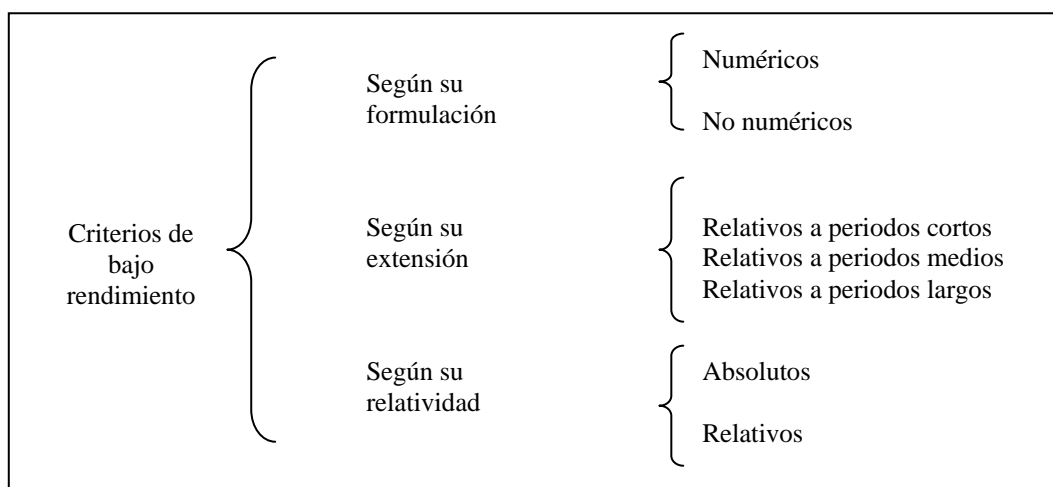 Criterios de
bajo
rendimiento
Según su
formulación
Numéricos
No numéricos
Según su
extensión
Relativos a periodos cortos
Relativos a periodos medios
Relativos a periodos largos
Según su
relatividad
Absolutos
Relativos